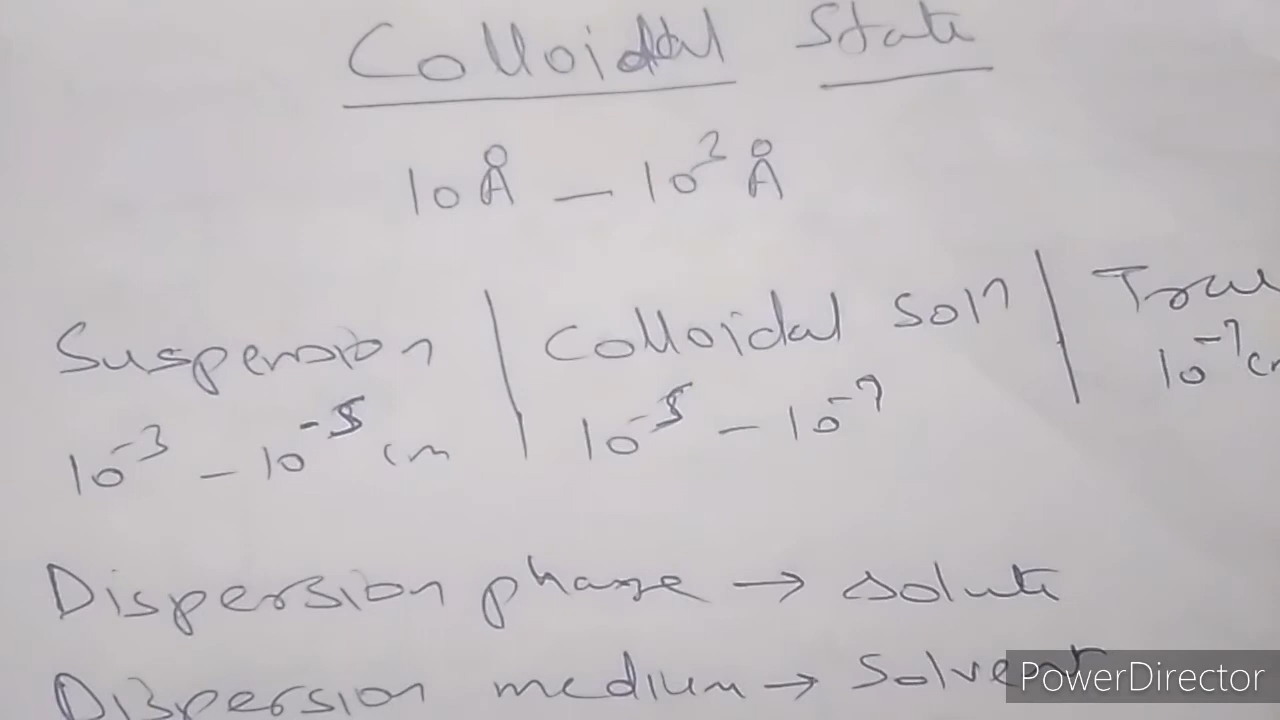 Colloidal State
10 Å – 10² Å
Suspension | Colloidal Soln | True
10⁻³ – 10⁻⁵ cm | 10⁻⁵ – 10⁻⁷ | 10⁻⁷ cm
Dispersion phase → solute
Dispersion medium → Solvent
PowerDirector